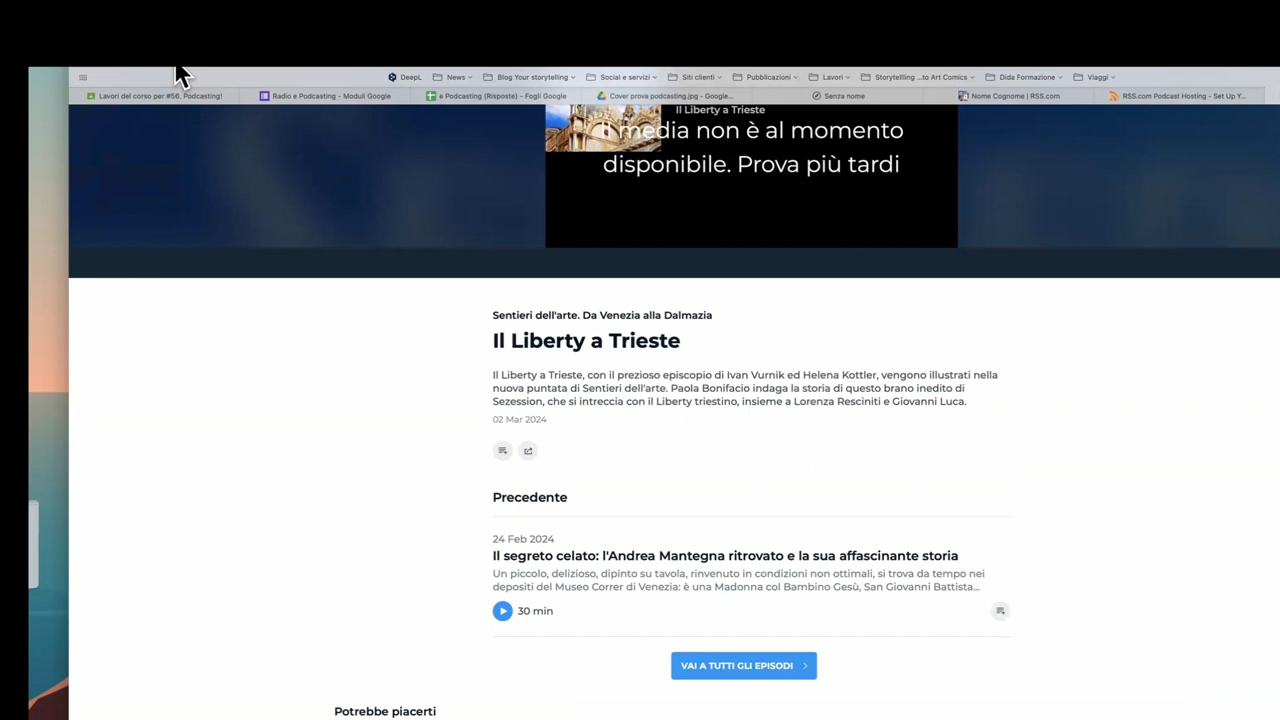 DeepL
News
Blog Your storytelling
Social e servizi
Siti clienti
Pubblicazioni
Lavori
Storytellling ...to Art Comics
Dida Formazione
Viaggi
Lavori del corso per #56. Podcasting!
Radio e Podcasting - Moduli Google
e Podcasting (Risposte) - Fogli Google
Cover prova podcasting.jpg - Google...
Senza nome
Nome Cognome | RSS.com
RSS.com Podcast Hosting - Set Up Y...
Il Liberty a Trieste
Il media non è al momento
disponibile. Prova più tardi
Sentieri dell'arte. Da Venezia alla Dalmazia
Il Liberty a Trieste
Il Liberty a Trieste, con il prezioso episcopio di Ivan Vurnik ed Helena Kottler, vengono illustrati nella
nuova puntata di Sentieri dell'arte. Paola Bonifacio indaga la storia di questo brano inedito di
Sezession, che si intreccia con il Liberty triestino, insieme a Lorenza Resciniti e Giovanni Luca.
02 Mar 2024
Precedente
24 Feb 2024
Il segreto celato: l'Andrea Mantegna ritrovato e la sua affascinante storia
Un piccolo, delizioso, dipinto su tavola, rinvenuto in condizioni non ottimali, si trova da tempo nei
depositi del Museo Correr di Venezia: è una Madonna col Bambino Gesù, San Giovanni Battista...
30 min
VAI A TUTTI GLI EPISODI
Potrebbe piacerti